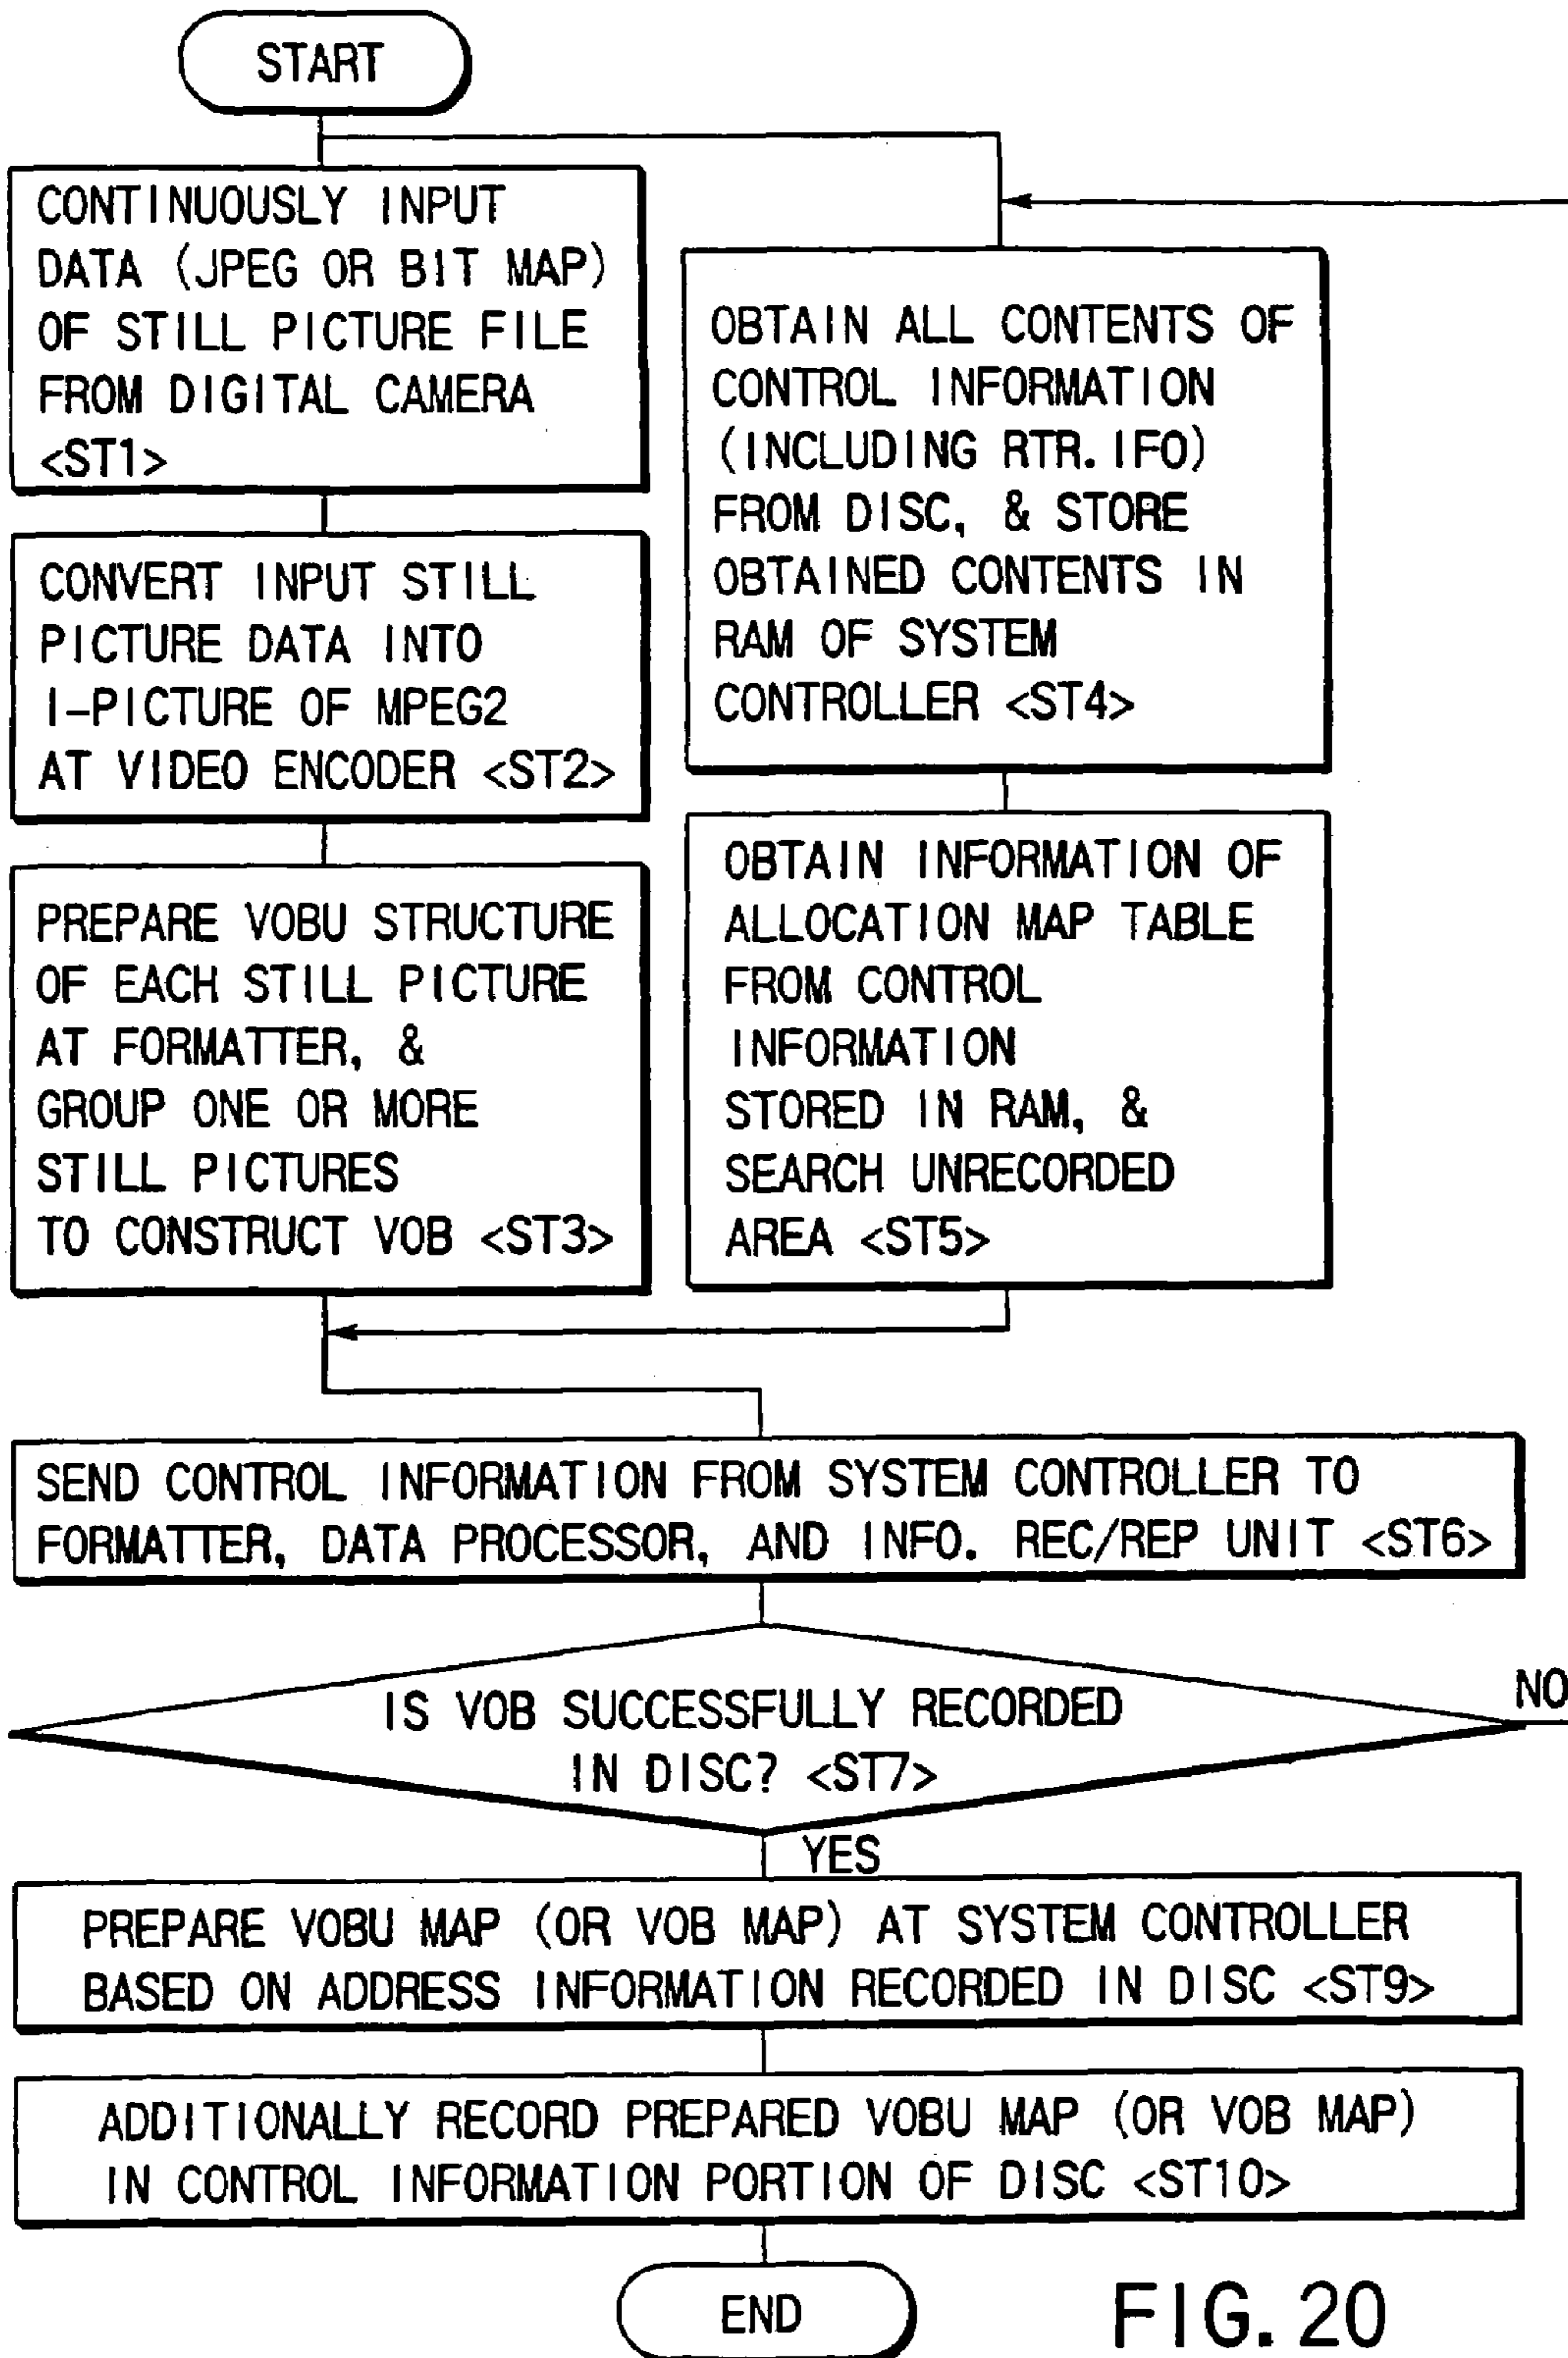 START
CONTINUOUSLY INPUT
DATA (JPEG OR BIT MAP)
OF STILL PICTURE FILE
FROM DIGITAL CAMERA
<ST1>
CONVERT INPUT STILL
PICTURE DATA INTO
I-PICTURE OF MPEG2
AT VIDEO ENCODER <ST2>
PREPARE VOBU STRUCTURE
OF EACH STILL PICTURE
AT FORMATTER, &
GROUP ONE OR MORE
STILL PICTURES
TO CONSTRUCT VOB <ST3>
OBTAIN ALL CONTENTS OF
CONTROL INFORMATION
(INCLUDING RTR.IFO)
FROM DISC, & STORE
OBTAINED CONTENTS IN
RAM OF SYSTEM
CONTROLLER <ST4>
OBTAIN INFORMATION OF
ALLOCATION MAP TABLE
FROM CONTROL
INFORMATION
STORED IN RAM, &
SEARCH UNRECORDED
AREA <ST5>
SEND CONTROL INFORMATION FROM SYSTEM CONTROLLER TO
FORMATTER, DATA PROCESSOR, AND INFO. REC/REP UNIT <ST6>
IS VOB SUCCESSFULLY RECORDED
IN DISC? <ST7>
NO
YES
PREPARE VOBU MAP (OR VOB MAP) AT SYSTEM CONTROLLER
BASED ON ADDRESS INFORMATION RECORDED IN DISC <ST9>
ADDITIONALLY RECORD PREPARED VOBU MAP (OR VOB MAP)
IN CONTROL INFORMATION PORTION OF DISC <ST10>
END
FIG. 20